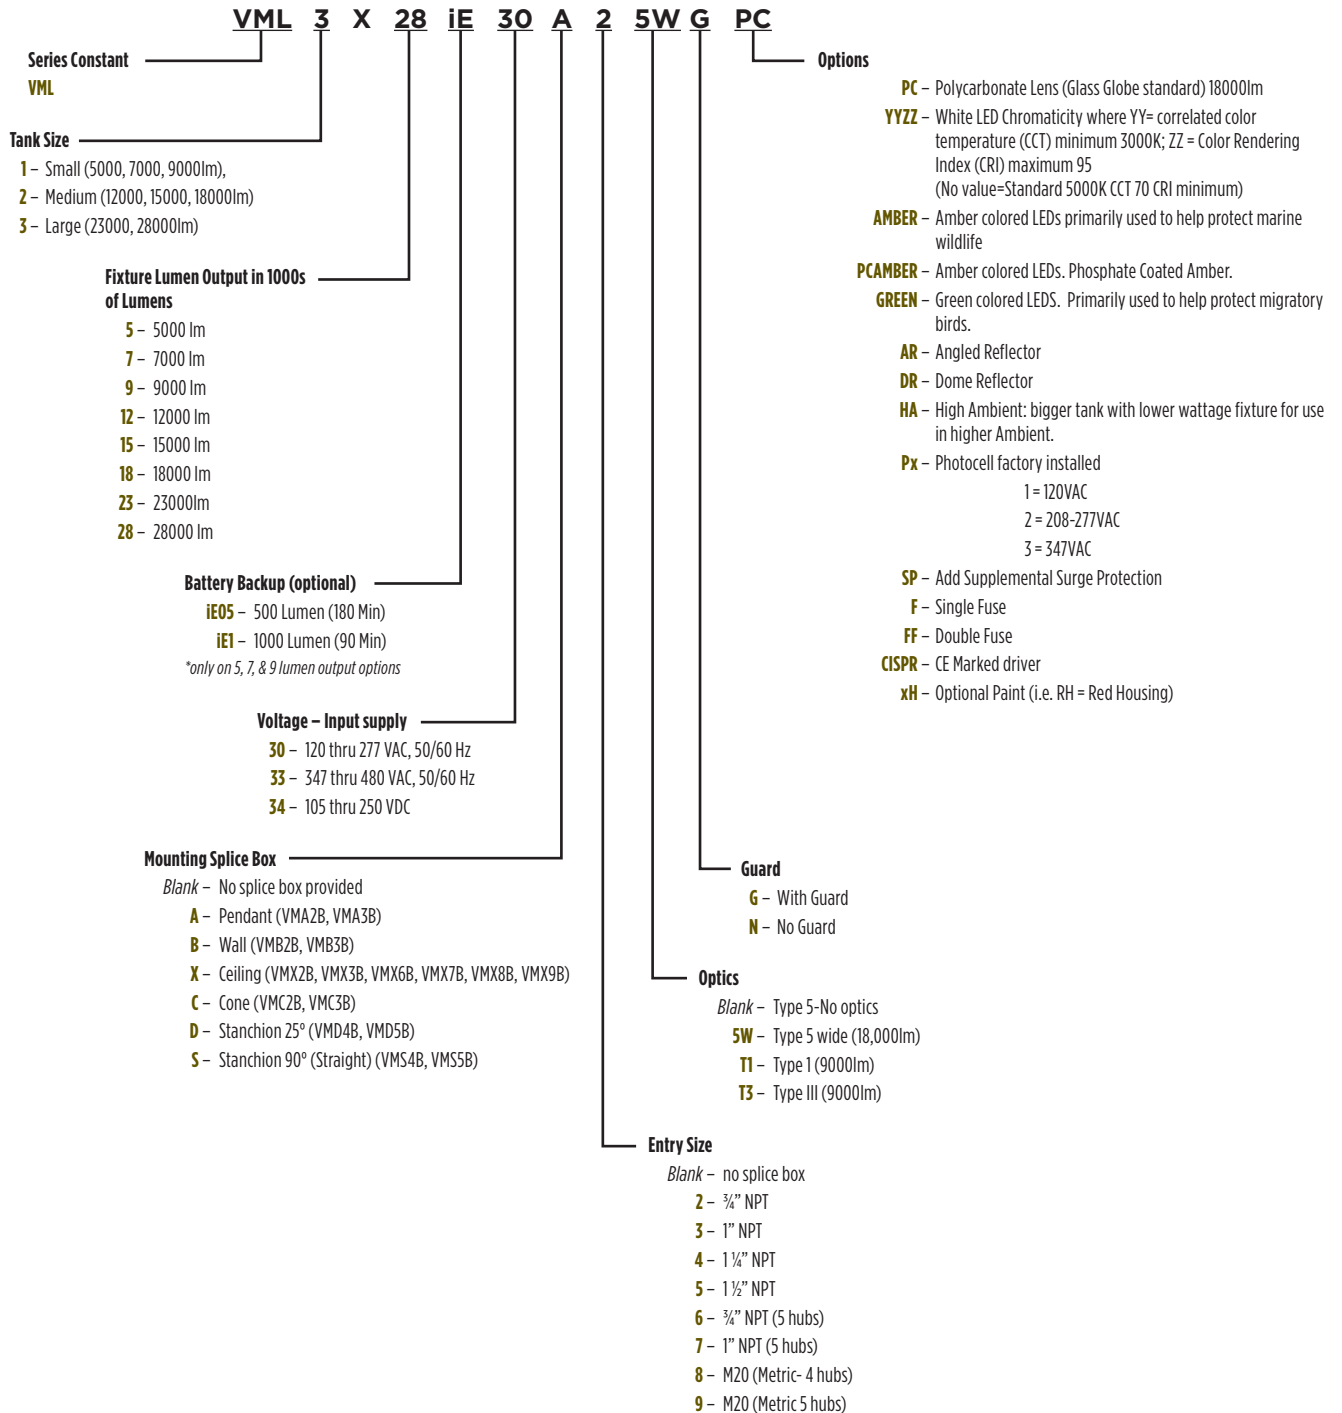 VML 3 X 28 iE 30 A 2 5W G PC
Series Constant
VML
Tank Size
1 – Small (5000, 7000, 9000lm),
2 – Medium (12000, 15000, 18000lm)
3 – Large (23000, 28000lm)
Fixture Lumen Output in 1000s
of Lumens
5 – 5000 lm
7 – 7000 lm
9 – 9000 lm
12 – 12000 lm
15 – 15000 lm
18 – 18000 lm
23 – 23000lm
28 – 28000 lm
Battery Backup (optional)
iE05 – 500 Lumen (180 Min)
iE1 – 1000 Lumen (90 Min)
*only on 5, 7, & 9 lumen output options
Voltage – Input supply
30 – 120 thru 277 VAC, 50/60 Hz
33 – 347 thru 480 VAC, 50/60 Hz
34 – 105 thru 250 VDC
Mounting Splice Box
Blank – No splice box provided
A – Pendant (VMA2B, VMA3B)
B – Wall (VMB2B, VMB3B)
X – Ceiling (VMX2B, VMX3B, VMX6B, VMX7B, VMX8B, VMX9B)
C – Cone (VMC2B, VMC3B)
D – Stanchion 25° (VMD4B, VMD5B)
S – Stanchion 90° (Straight) (VMS4B, VMS5B)
Options
PC – Polycarbonate Lens (Glass Globe standard) 18000lm
YYZZ – White LED Chromaticity where YY= correlated color
temperature (CCT) minimum 3000K; ZZ = Color Rendering
Index (CRI) maximum 95
(No value=Standard 5000K CCT 70 CRI minimum)
AMBER – Amber colored LEDs primarily used to help protect marine
wildlife
PCAMBER – Amber colored LEDs. Phosphate Coated Amber.
GREEN – Green colored LEDS. Primarily used to help protect migratory
birds.
AR – Angled Reflector
DR – Dome Reflector
HA – High Ambient: bigger tank with lower wattage fixture for use
in higher Ambient.
Px – Photocell factory installed
1 = 120VAC
2 = 208-277VAC
3 = 347VAC
SP – Add Supplemental Surge Protection
F – Single Fuse
FF – Double Fuse
CISPR – CE Marked driver
xH – Optional Paint (i.e. RH = Red Housing)
Guard
G – With Guard
N – No Guard
Optics
Blank – Type 5-No optics
5W – Type 5 wide (18,000lm)
T1 – Type I (9000lm)
T3 – Type III (9000lm)
Entry Size
Blank – no splice box
2 – ¾” NPT
3 – 1” NPT
4 – 1 ¼” NPT
5 – 1 ½” NPT
6 – ¾” NPT (5 hubs)
7 – 1” NPT (5 hubs)
8 – M20 (Metric- 4 hubs)
9 – M20 (Metric 5 hubs)